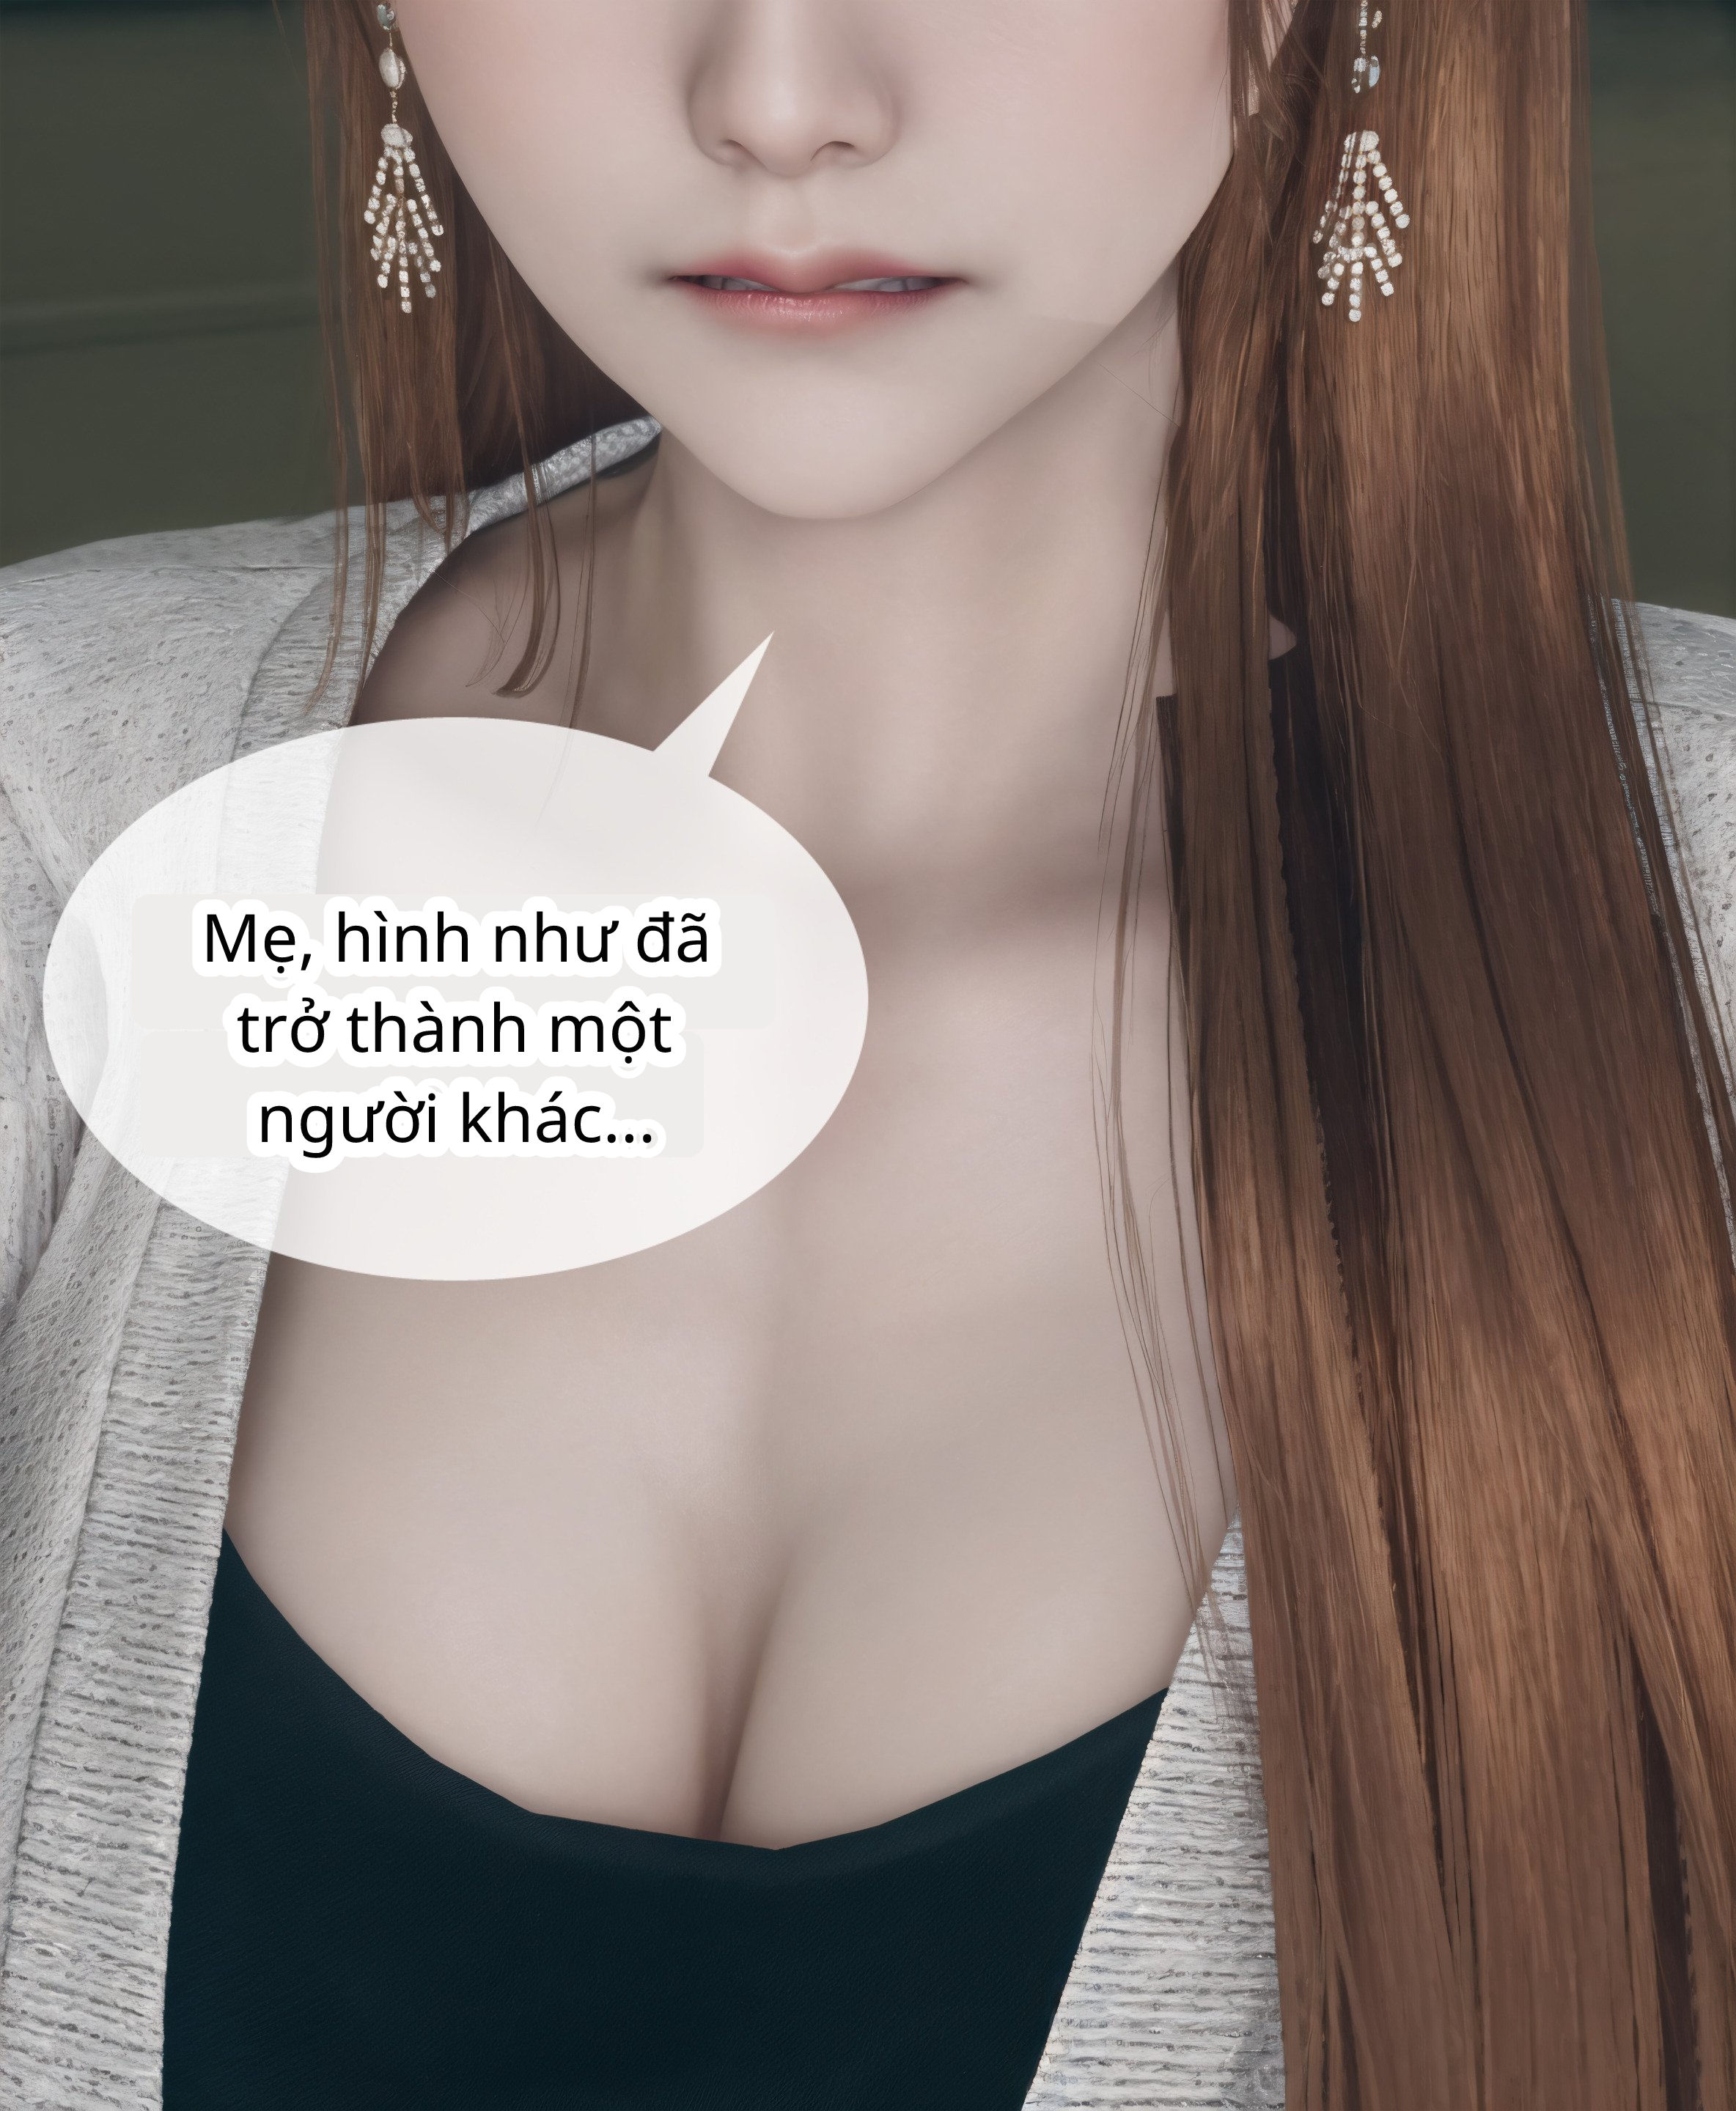 Mẹ, hình như đã
trở thành một
người khác...